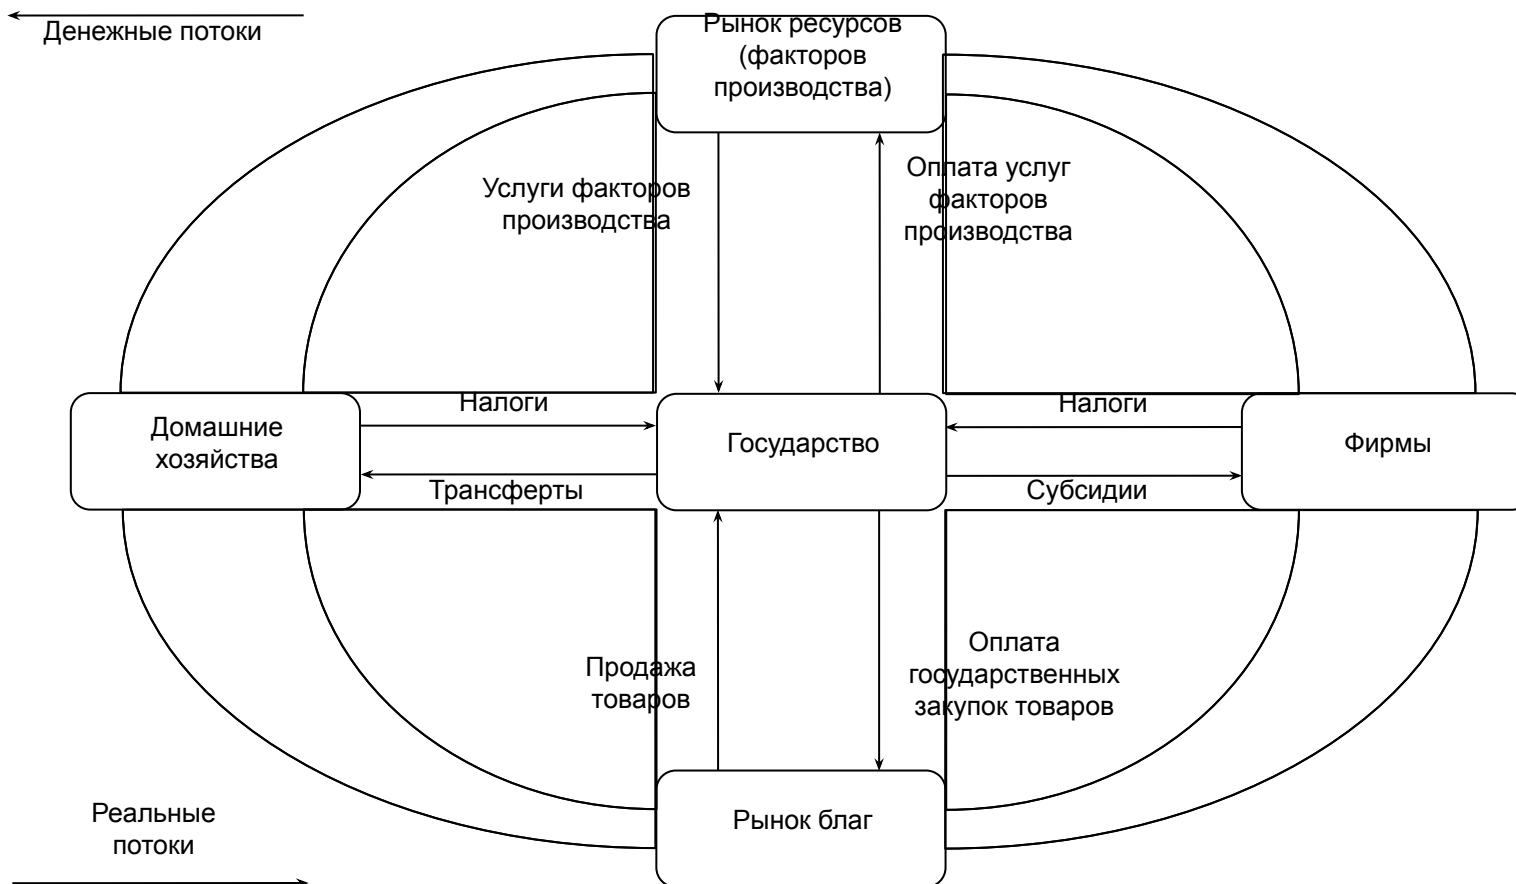 Денежные потоки
Рынок ресурсов
(факторов
производства)
Услуги факторов
производства
Оплата услуг
факторов
производства
Налоги
Налоги
Домашние
хозяйства
Государство
Фирмы
Трансферты
Субсидии
Продажа
товаров
Оплата
государственных
закупок товаров
Реальные
потоки
Рынок благ